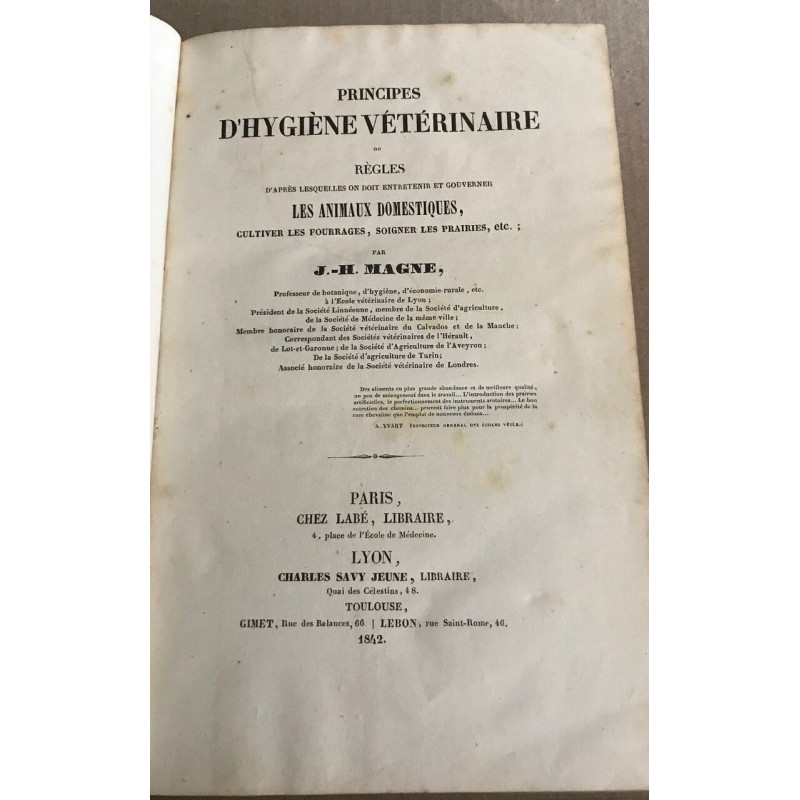 PRINCIPES
D'HYGIÈNE VÉTÉRINAIRE
OU
RÈGLES
D'APRÈS LESQUELLES ON DOIT ENTRETENIR ET GOUVERNER
LES ANIMAUX DOMESTIQUES,
CULTIVER LES FOURRAGES, SOIGNER LES PRAIRIES, etc. ;
PAR
J.-H. MAGNE,
Professeur de botanique, d'hygiène, d'économie rurale, etc.
à l'Ecole vétérinaire de Lyon ;
Président de la Société Linnéenne, membre de la Société d'agriculture,
de la Société de Médecine de la même ville ;
Membre honoraire de la Société vétérinaire du Calvados et de la Manche ;
Correspondant des Sociétés vétérinaires de l'Hérault,
de Lot-et-Garonne ; de la Société d'Agriculture de l'Aveyron ;
De la Société d'agriculture de Turin ;
Associé honoraire de la Société vétérinaire de Londres.
Des aliments en plus grande abondance et de meilleure qualité,
un peu de ménagement dans le travail... L'introduction des prairies
artificielles, le perfectionnement des instruments aratoires... Le bon
entretien des chemins... peuvent faire plus pour la prospérité de la
race chevaline que l'emploi de nouveaux étalons...
A. YVART INSPECTEUR GENERAL DES ÉCOLES VÉTÉR.)
PARIS,
CHEZ LABÉ, LIBRAIRE,
4, place de l'École de Médecine.
LYON,
CHARLES SAVY JEUNE, LIBRAIRE,
Quai des Célestins, 48.
TOULOUSE,
GIMET, Rue des Balances, 66. | LEBON, rue Saint-Rome, 46.
1842.